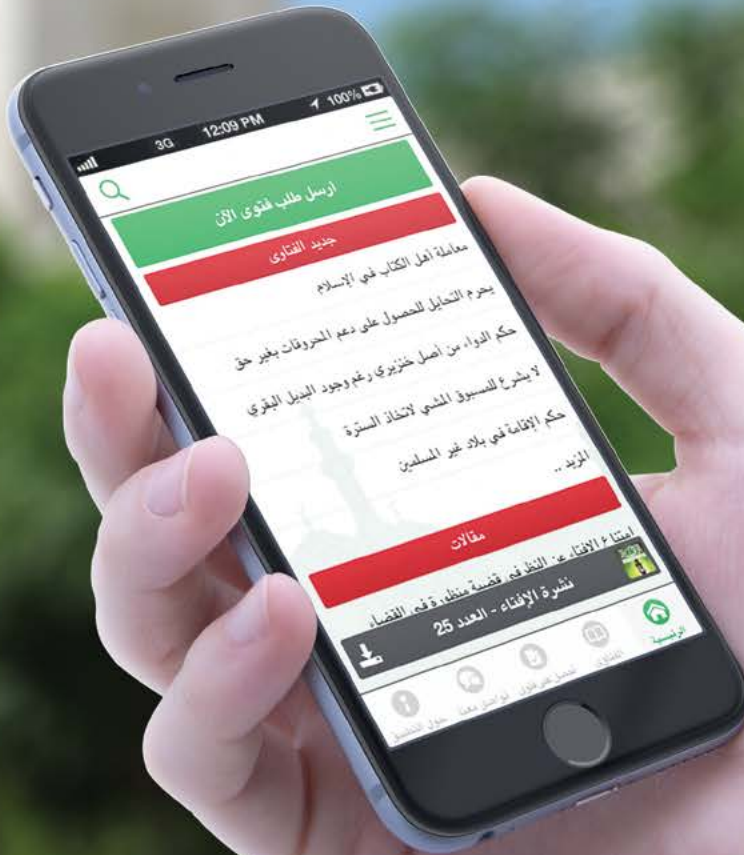 3G 12:09 PM 100%
ارسل طلب فتوى الآن
جديد الفتاوى
معاملة أهل الكتاب في الإسلام
يحرم التحايل للحصول على دعم المحروقات بغير حق
حكم الدواء من أصل خنزيري رغم وجود البديل البقري
لا يشرع للمسبوق المشي لاتخاذ السترة
حكم الإقامة في بلاد غير المسلمين
المزيد ..
مقالات
امتناع الافتاء عن النظر في قضية منظورة في القضاء
نشرة الإفتاء - العدد 25
الرئيسية
الفتاوى
تواصل معنا
حول التطبيق